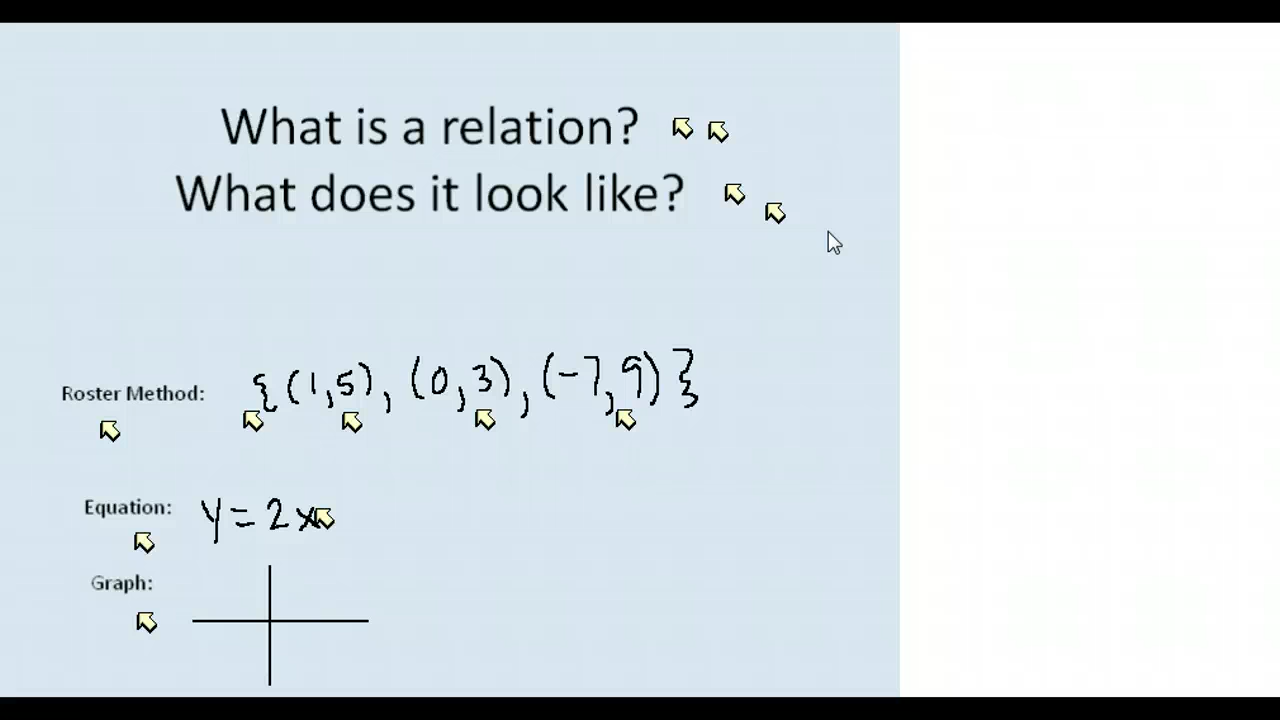 What is a relation?
What does it look like?
Roster Method: {(1,5), (0,3), (-7,9)}
Equation: y = 2x
Graph: